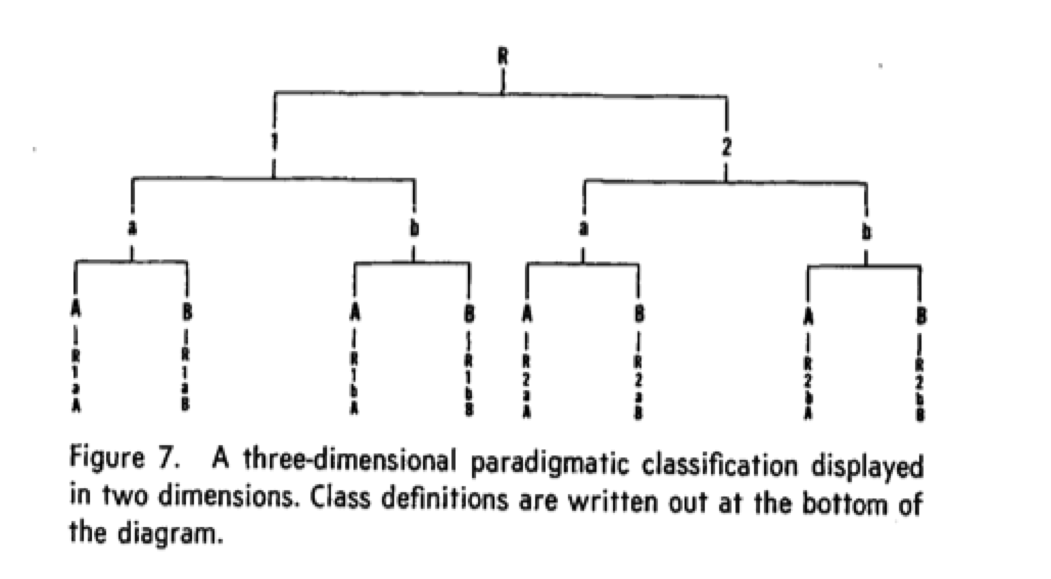 R
1 2
a b a b
A B A B A B A B
R1aA R1aB R1bA R1bB R2aA R2aB R2bA R2bB
Figure 7. A three-dimensional paradigmatic classification displayed
in two dimensions. Class definitions are written out at the bottom of
the diagram.